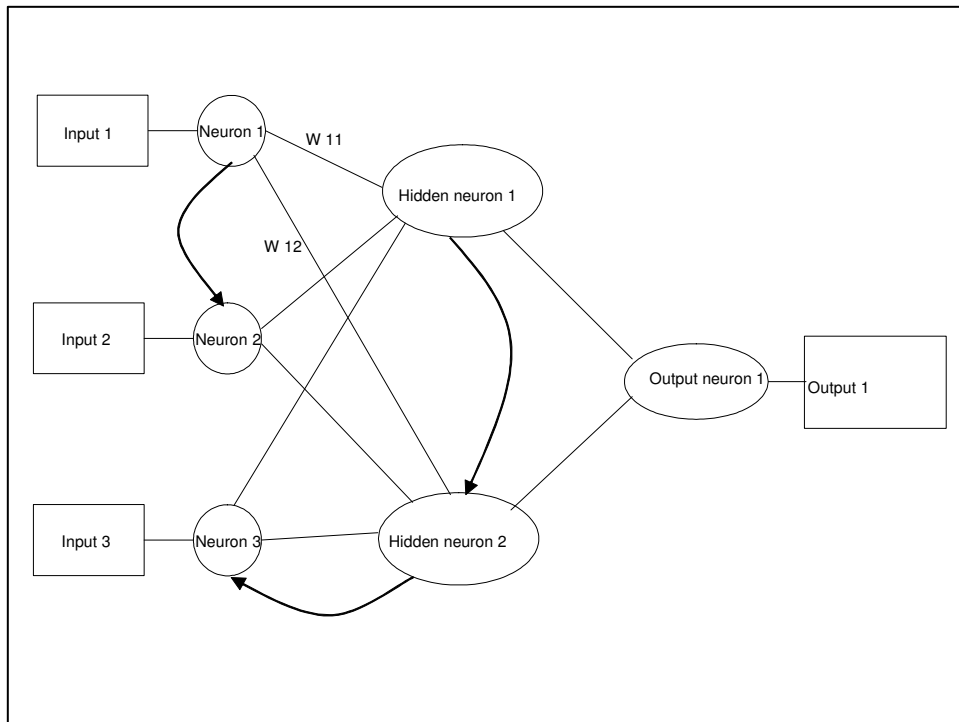 Input 1
Neuron 1
W 11
Hidden neuron 1
W 12
Input 2
Neuron 2
Output neuron 1
Output 1
Input 3
Neuron 3
Hidden neuron 2